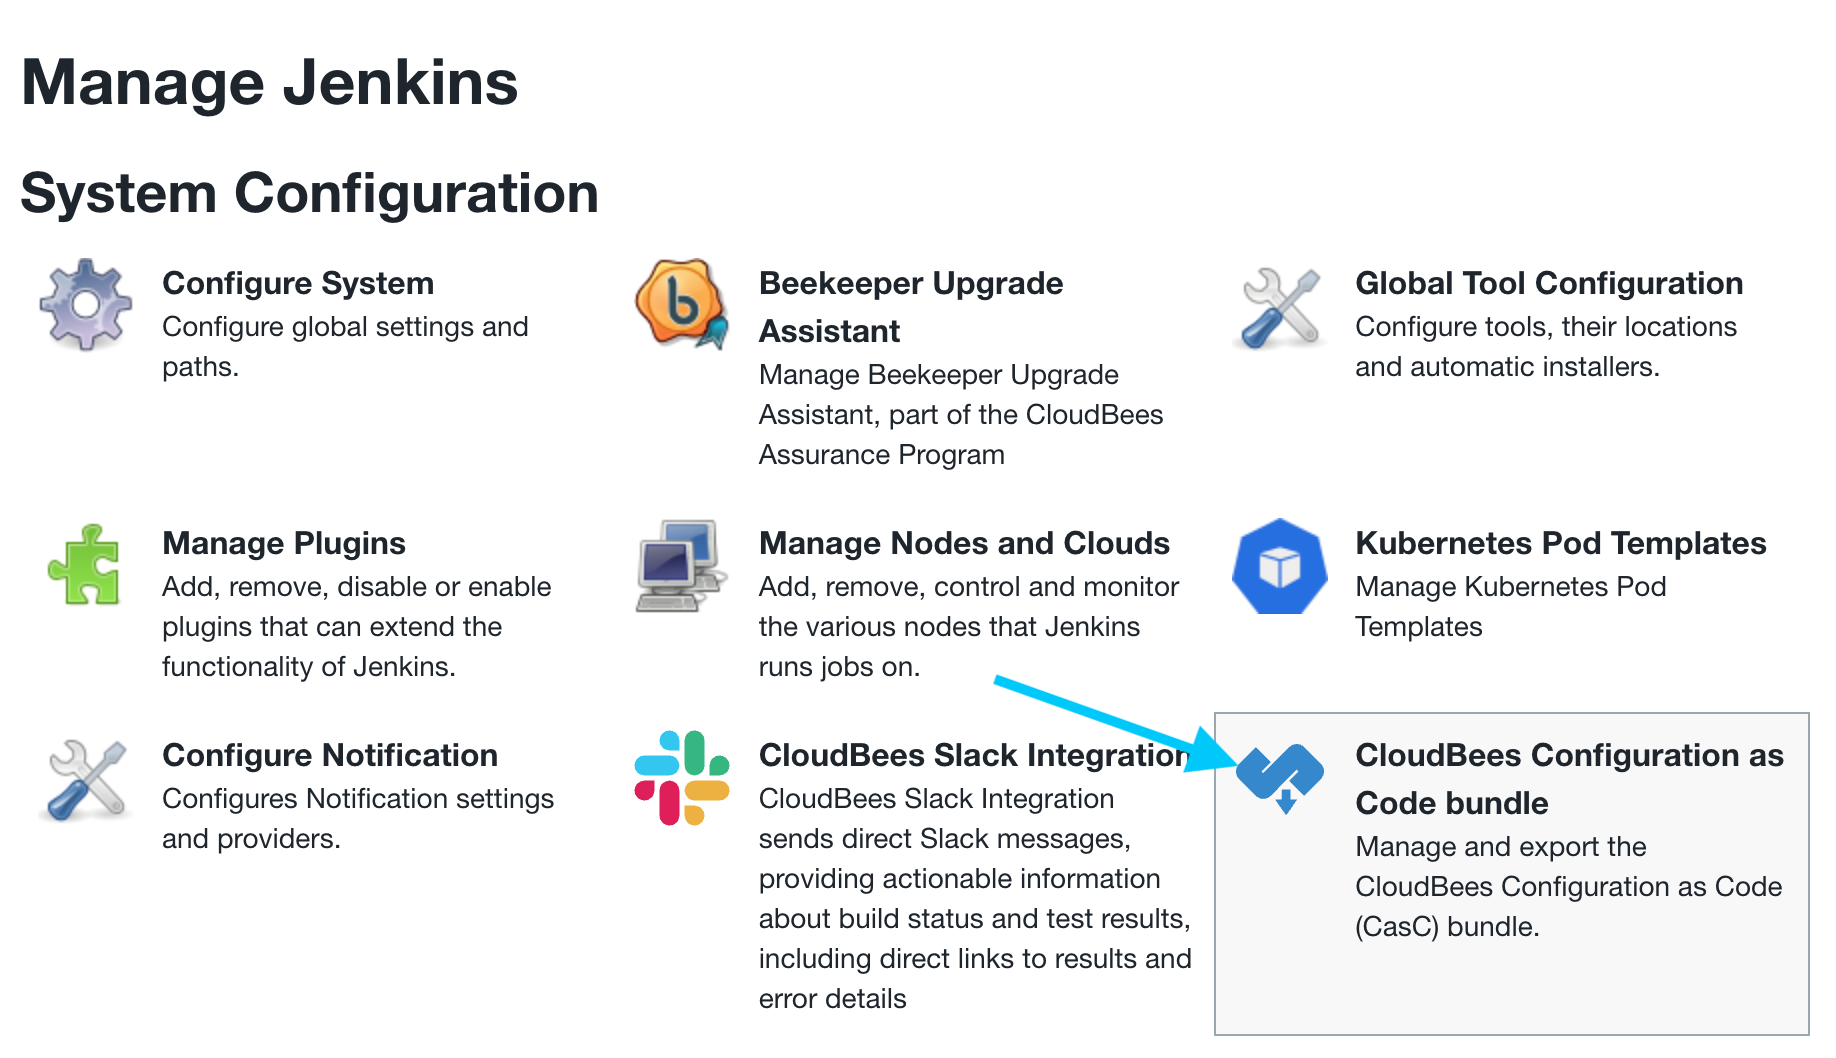 Manage Jenkins
System Configuration
Configure System
Configure global settings and
paths.
Beekeeper Upgrade
Assistant
Manage Beekeeper Upgrade
Assistant, part of the CloudBees
Assurance Program
Global Tool Configuration
Configure tools, their locations
and automatic installers.
Manage Plugins
Add, remove, disable or enable
plugins that can extend the
functionality of Jenkins.
Manage Nodes and Clouds
Add, remove, control and monitor
the various nodes that Jenkins
runs jobs on.
Kubernetes Pod Templates
Manage Kubernetes Pod
Templates
Configure Notification
Configures Notification settings
and providers.
CloudBees Slack Integration
CloudBees Slack Integration
sends direct Slack messages,
providing actionable information
about build status and test results,
including direct links to results and
error details
CloudBees Configuration as
Code bundle
Manage and export the
CloudBees Configuration as Code
(CasC) bundle.